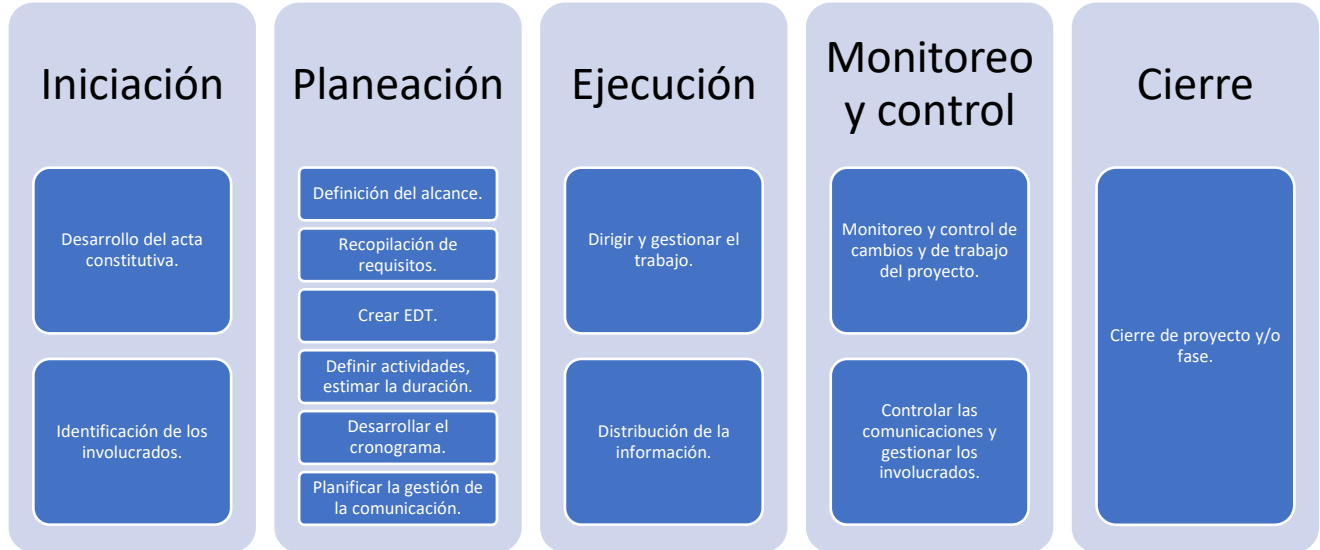 Iniciación
Desarrollo del acta
constitutiva.
Identificación de los
involucrados.
Planeación
Definición del alcance.
Recopilación de
requisitos.
Crear EDT.
Definir actividades,
estimar la duración.
Desarrollar el
cronograma.
Planificar la gestión de
la comunicación.
Ejecución
Dirigir y gestionar el
trabajo.
Distribución de la
información.
Monitoreo
y control
Monitoreo y control de
cambios y de trabajo
del proyecto.
Controlar las
comunicaciones y
gestionar los
involucrados.
Cierre
Cierre de proyecto y/o
fase.